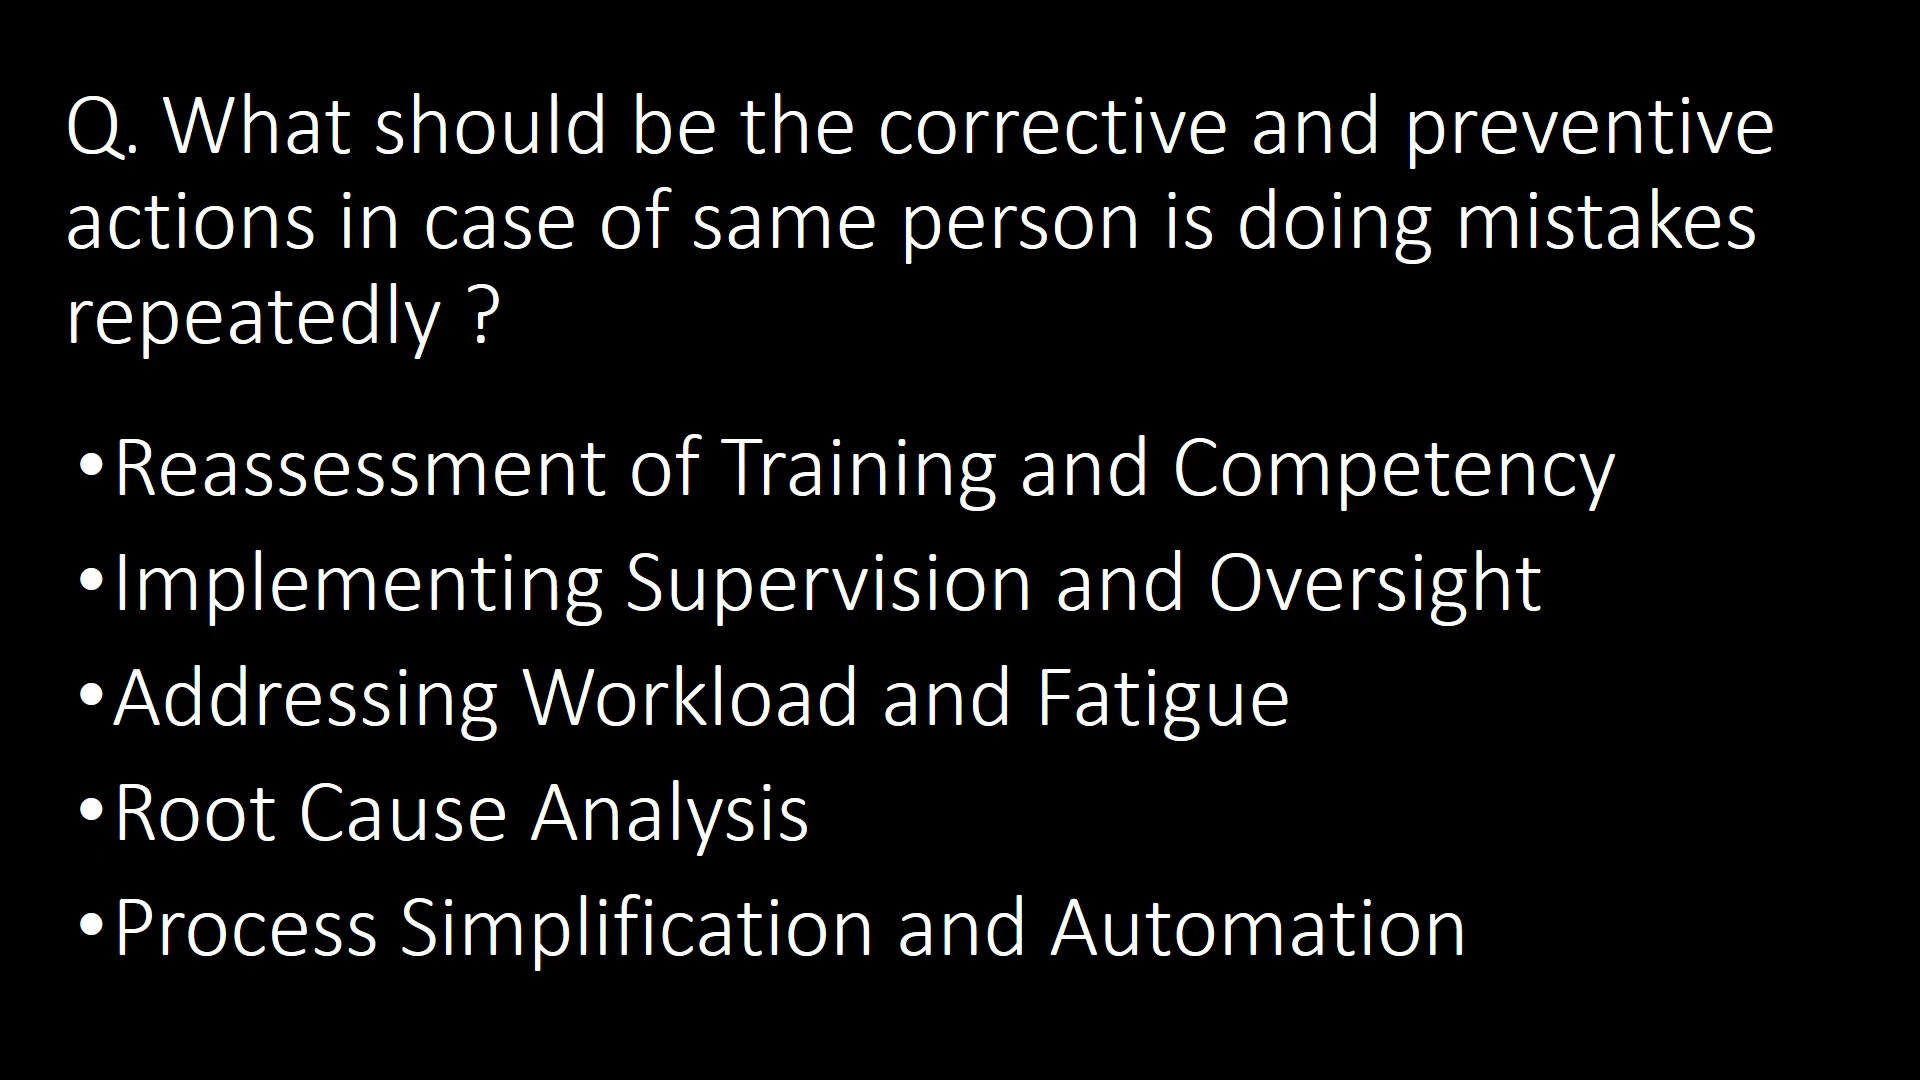 Q. What should be the corrective and preventive
actions in case of same person is doing mistakes
repeatedly ?
•Reassessment of Training and Competency
•Implementing Supervision and Oversight
•Addressing Workload and Fatigue
•Root Cause Analysis
•Process Simplification and Automation